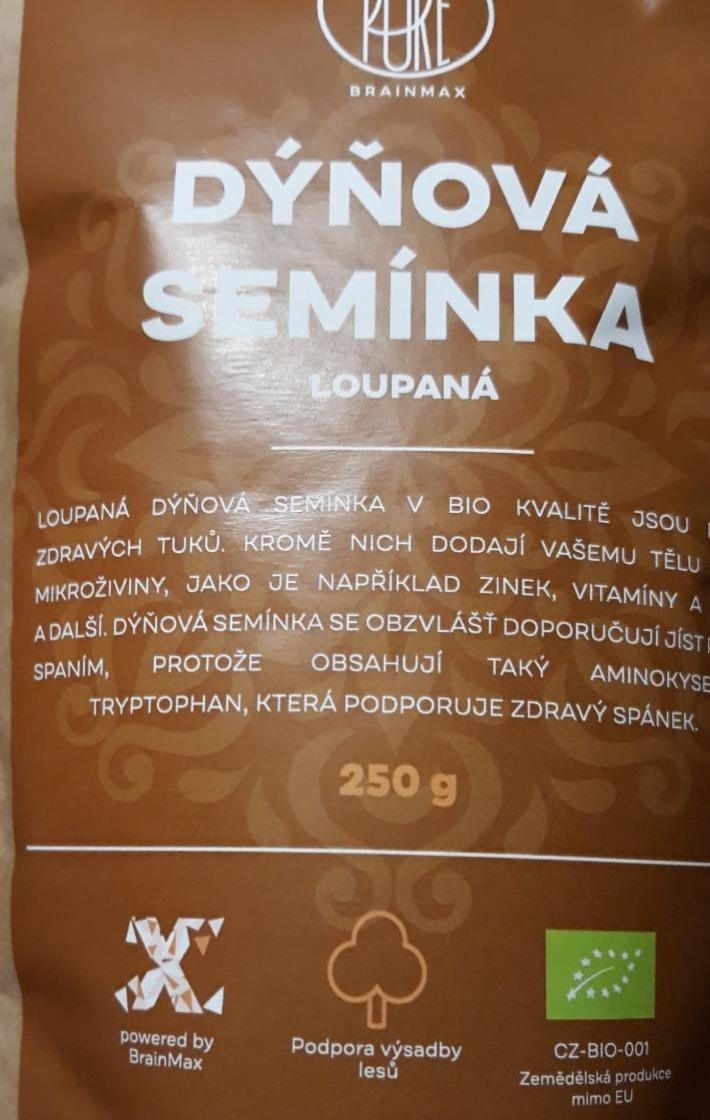 PURE
BRAINMAX
DÝŇOVÁ
SEMÍNKA
LOUPANÁ
LOUPANÁ DÝŇOVÁ SEMÍNKA V BIO KVALITĚ JSOU
ZDRAVÝCH TUKŮ. KROMĚ NICH DODAJÍ VAŠEMU TĚLU
MIKROŽIVINY, JAKO JE NAPŘÍKLAD ZINEK, VITAMÍNY A
A DALŠÍ. DÝŇOVÁ SEMÍNKA SE OBZVLÁŠŤ DOPORUČUJÍ JÍST
SPANÍM, PROTOŽE OBSAHUJÍ TAKÝ AMINOKYSE
TRYPTOPHAN, KTERÁ PODPORUJE ZDRAVÝ SPÁNEK.
250 g
powered by
BrainMax
Podpora výsadby
lesů
CZ-BIO-001
Zemědělská produkce
mimo EU